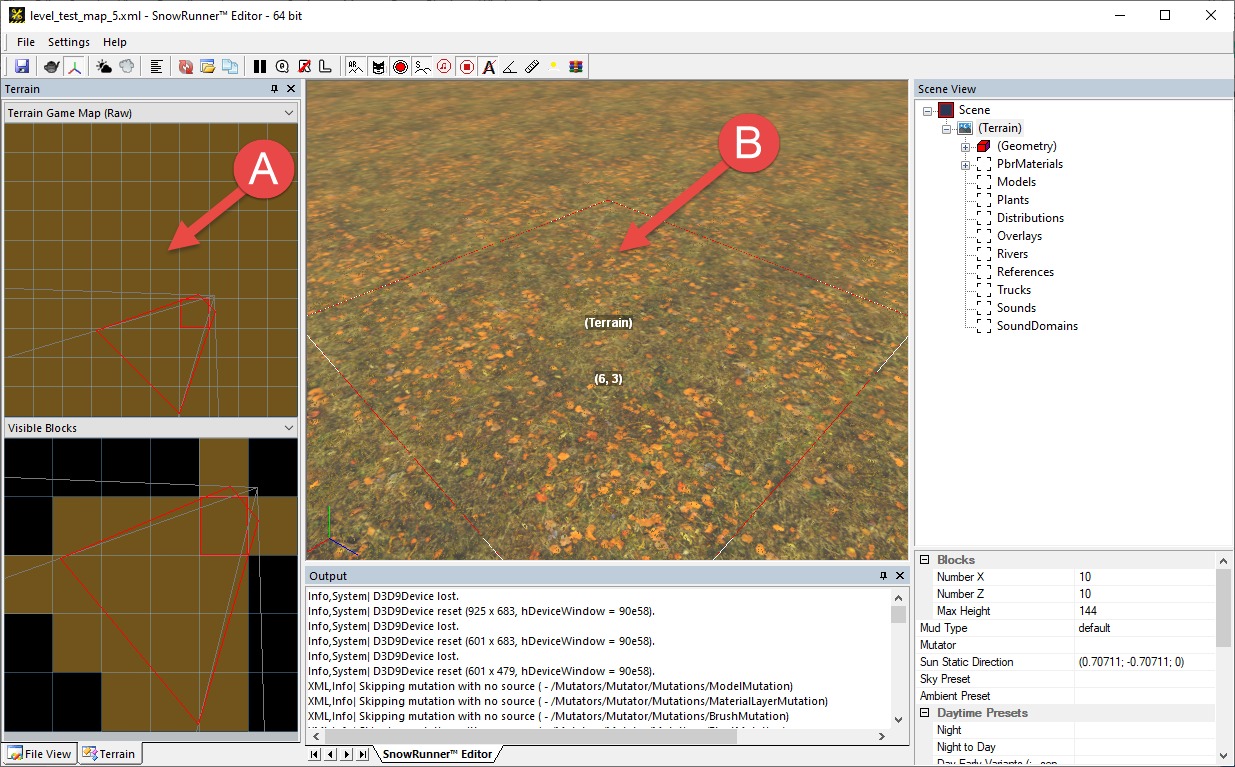 level_test_map_5.xml - SnowRunner™ Editor - 64 bit
File Settings Help
Terrain
Terrain Game Map (Raw)
A
Visible Blocks
File View
Terrain
B
(Terrain)
(6, 3)
Output
Info,System| D3D9Device lost.
Info,System| D3D9Device reset (925 x 683, hDeviceWindow = 90e58).
Info,System| D3D9Device lost.
Info,System| D3D9Device reset (601 x 683, hDeviceWindow = 90e58).
Info,System| D3D9Device lost.
Info,System| D3D9Device reset (601 x 479, hDeviceWindow = 90e58).
XML,Info| Skipping mutation with no source ( - /Mutators/Mutator/Mutations/ModelMutation)
XML,Info| Skipping mutation with no source ( - /Mutators/Mutator/Mutations/MaterialLayerMutation)
XML,Info| Skipping mutation with no source ( - /Mutators/Mutator/Mutations/BrushMutation)
SnowRunner™ Editor
Scene View
Scene
(Terrain)
(Geometry)
PbrMaterials
Models
Plants
Distributions
Overlays
Rivers
References
Trucks
Sounds
SoundDomains
Blocks
Number X 10
Number Z 10
Max Height 144
Mud Type default
Mutator
Sun Static Direction (0.70711; -0.70711; 0)
Sky Preset
Ambient Preset
Daytime Presets
Night
Night to Day